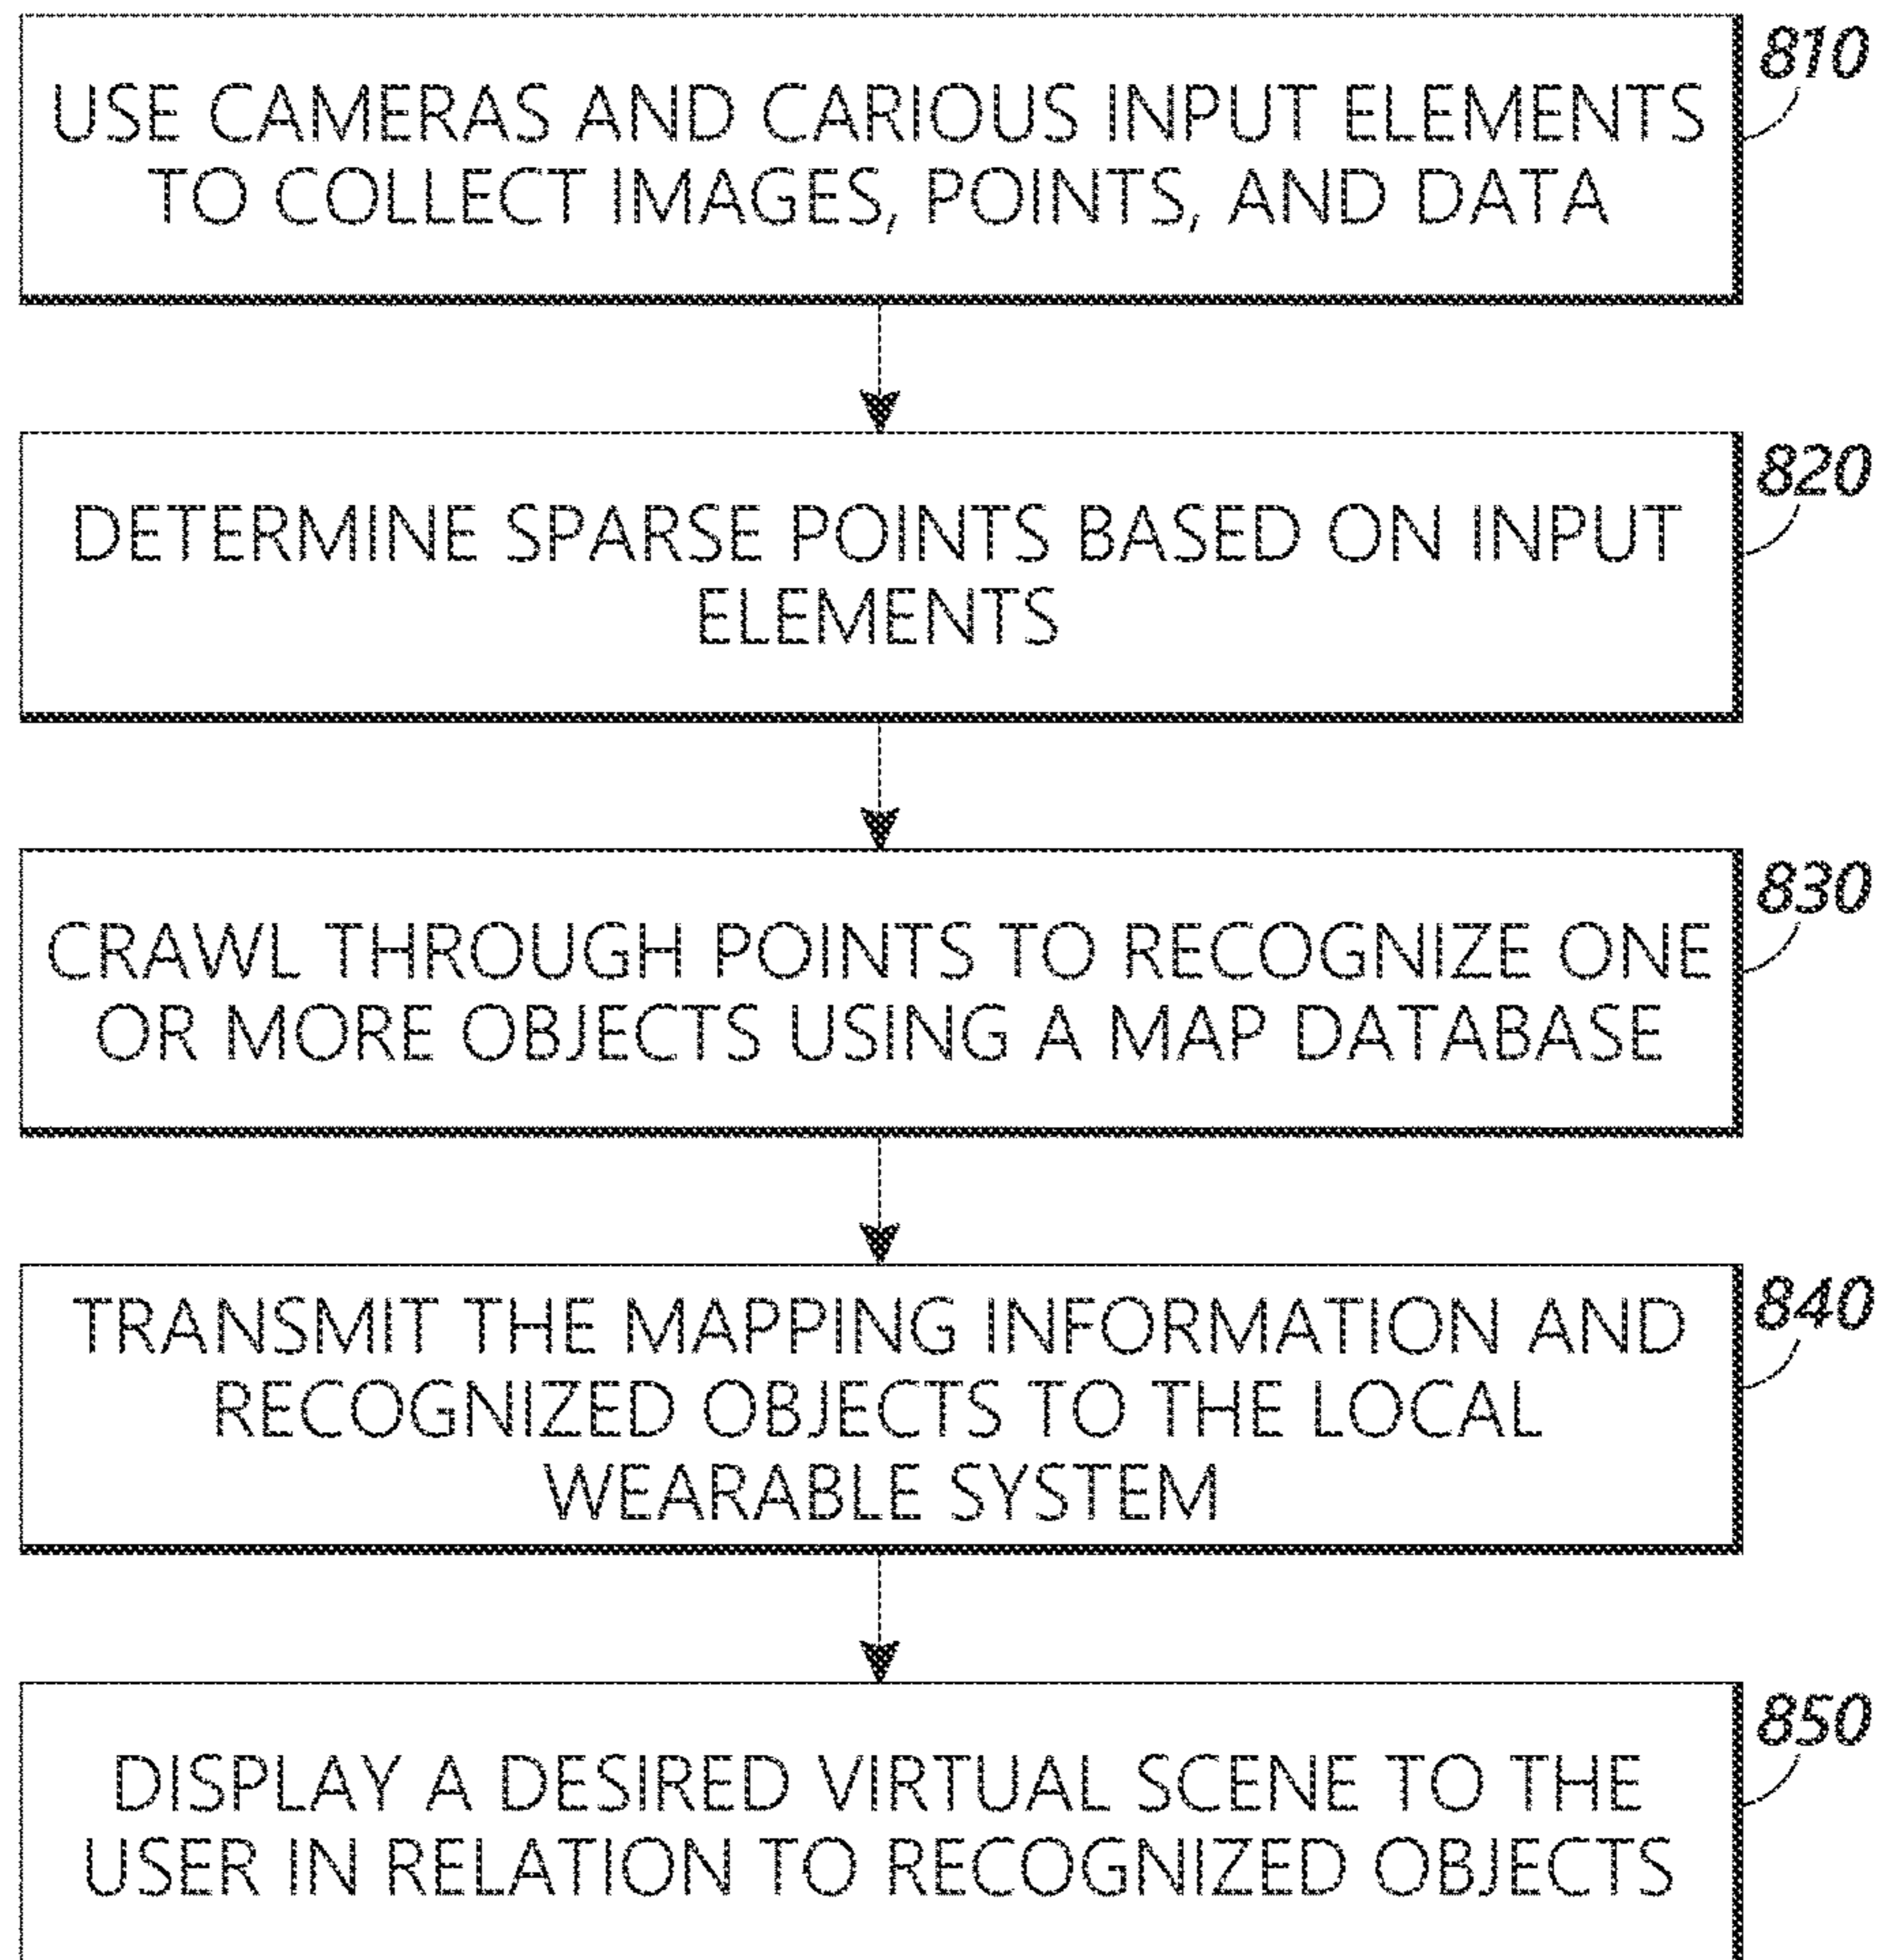 810
USE CAMERAS AND CARIOUS INPUT ELEMENTS
TO COLLECT IMAGES, POINTS, AND DATA
820
DETERMINE SPARSE POINTS BASED ON INPUT
ELEMENTS
830
CRAWL THROUGH POINTS TO RECOGNIZE ONE
OR MORE OBJECTS USING A MAP DATABASE
840
TRANSMIT THE MAPPING INFORMATION AND
RECOGNIZED OBJECTS TO THE LOCAL
WEARABLE SYSTEM
850
DISPLAY A DESIRED VIRTUAL SCENE TO THE
USER IN RELATION TO RECOGNIZED OBJECTS